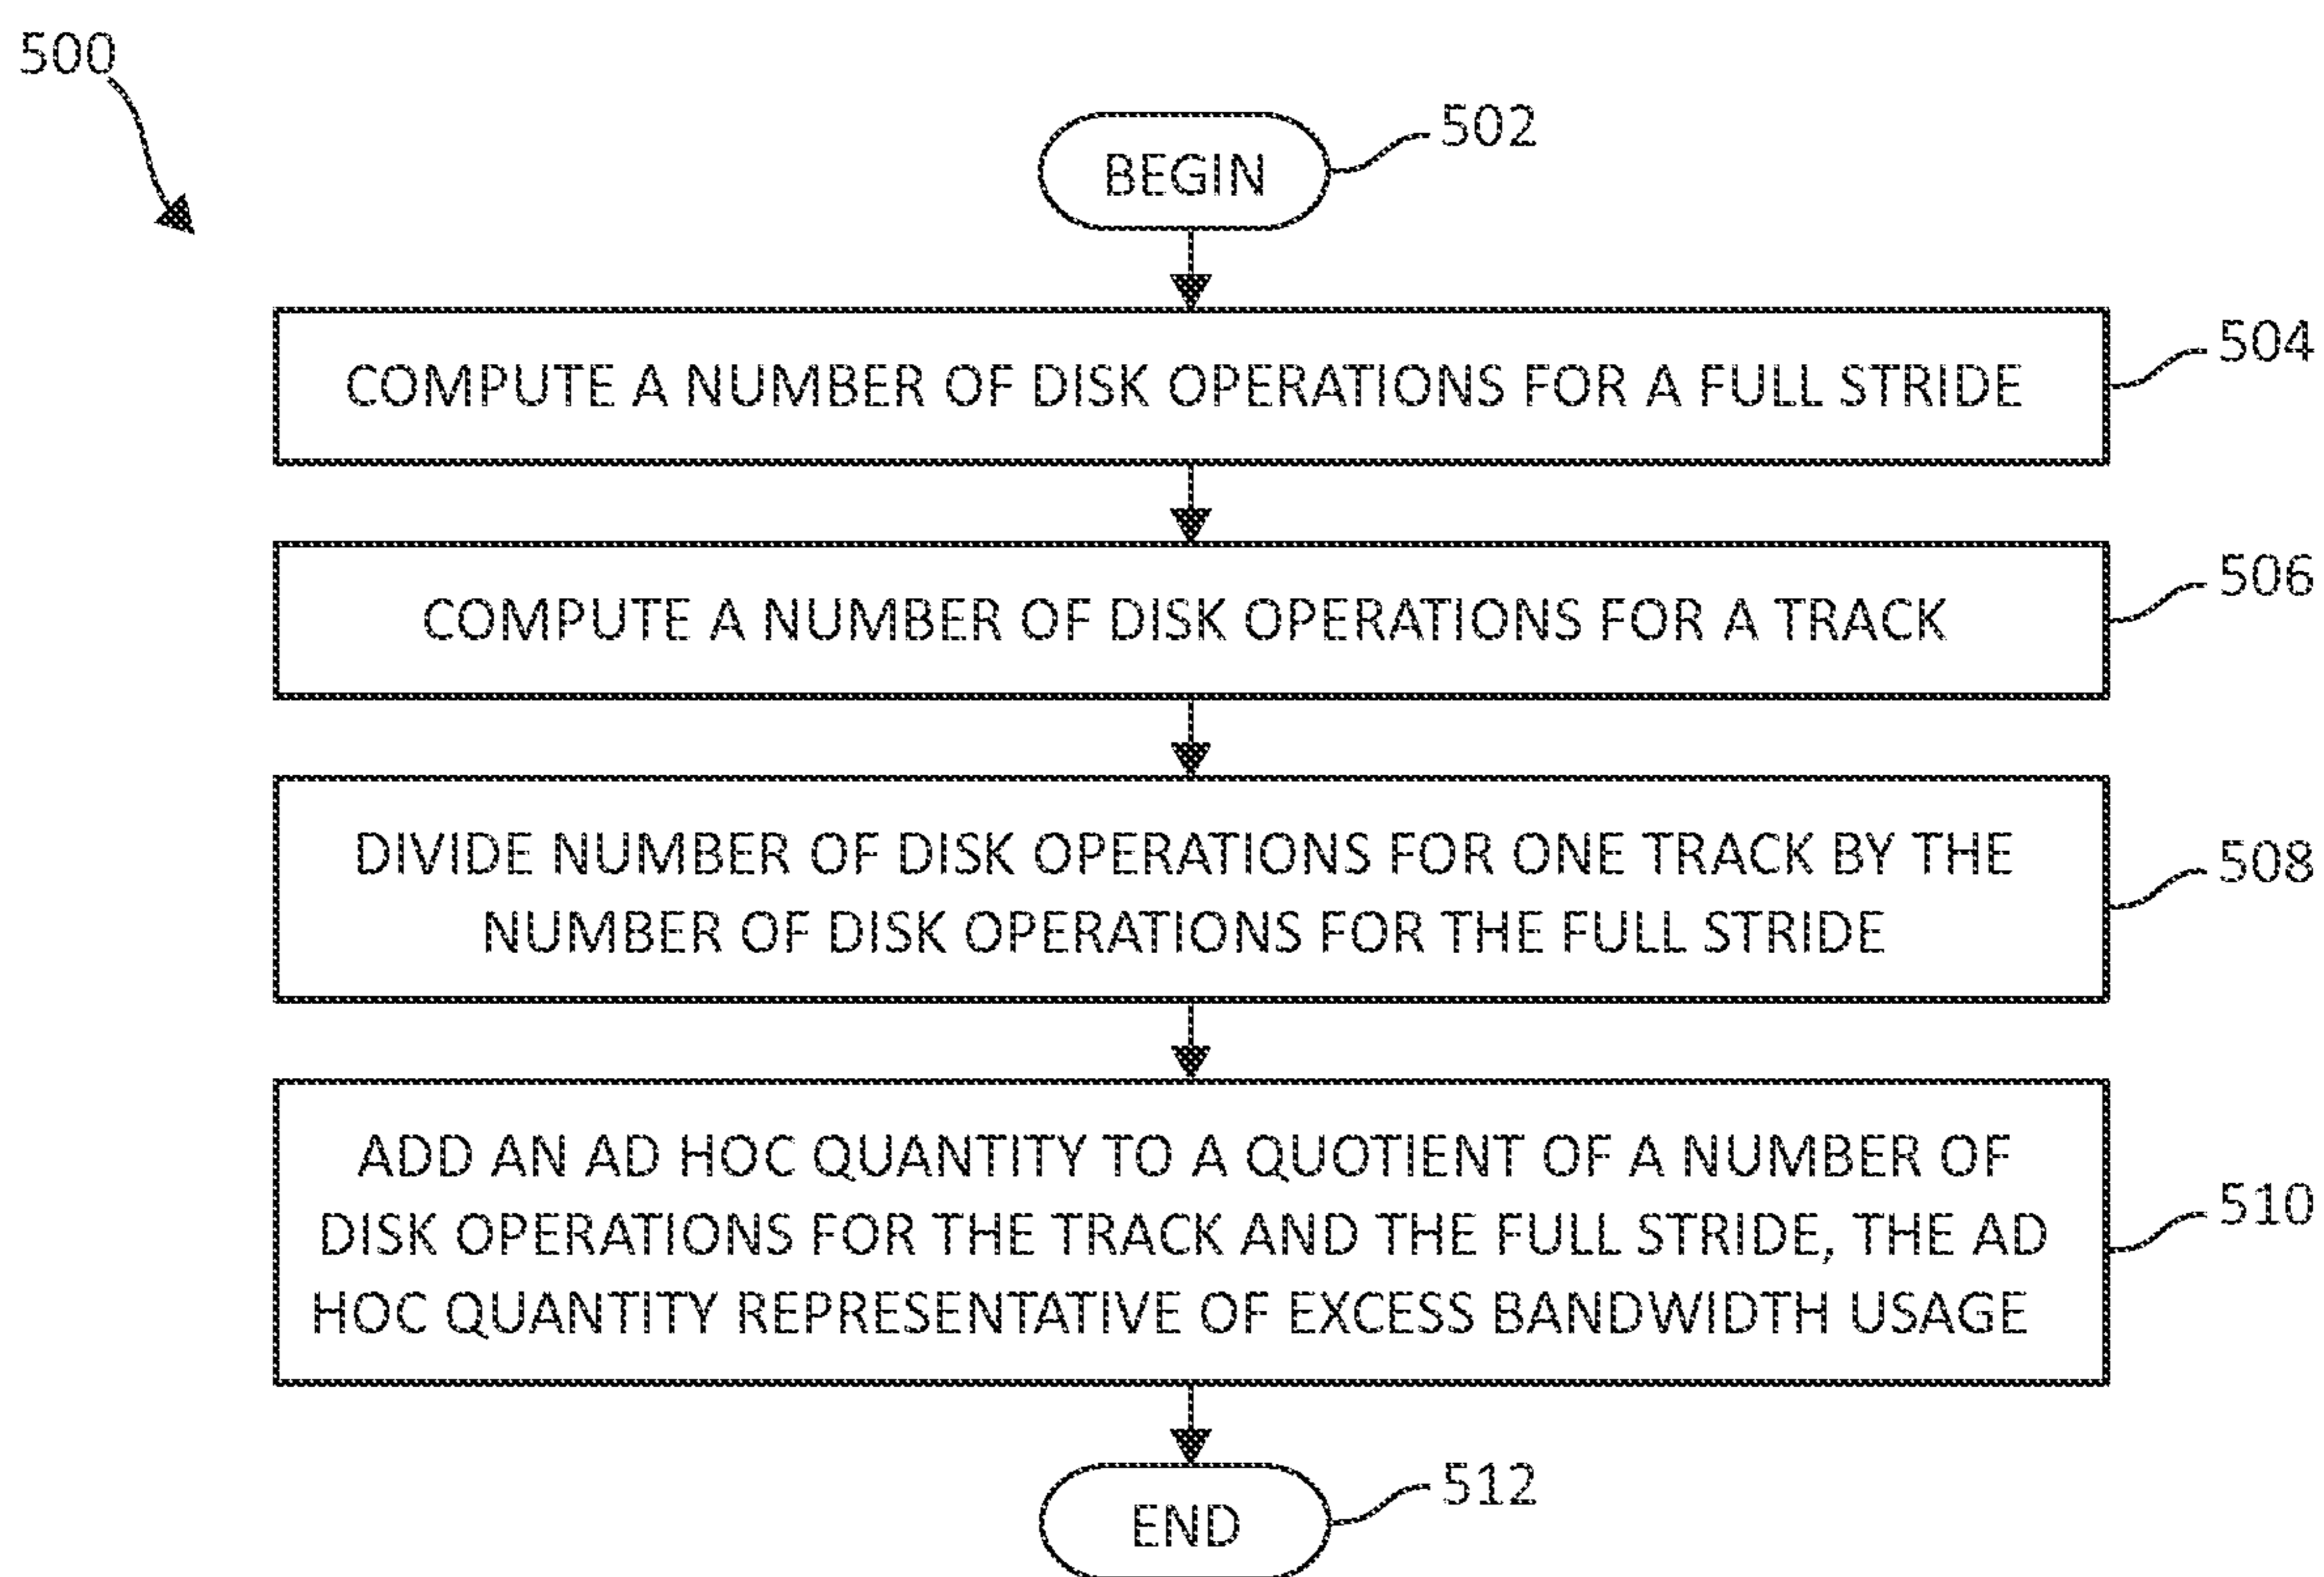 500
BEGIN
502
COMPUTE A NUMBER OF DISK OPERATIONS FOR A FULL STRIDE
504
COMPUTE A NUMBER OF DISK OPERATIONS FOR A TRACK
506
DIVIDE NUMBER OF DISK OPERATIONS FOR ONE TRACK BY THE
NUMBER OF DISK OPERATIONS FOR THE FULL STRIDE
508
ADD AN AD HOC QUANTITY TO A QUOTIENT OF A NUMBER OF
DISK OPERATIONS FOR THE TRACK AND THE FULL STRIDE, THE AD
HOC QUANTITY REPRESENTATIVE OF EXCESS BANDWIDTH USAGE
510
END
512